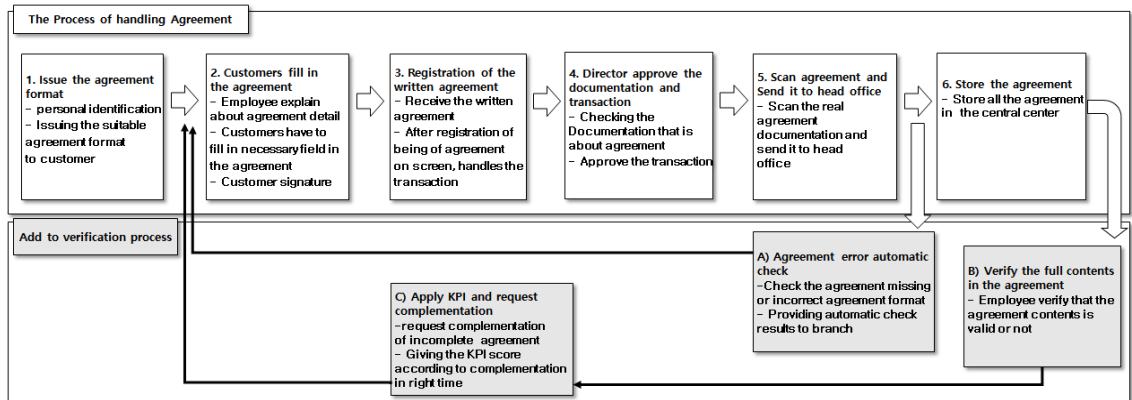 The Process of handling Agreement
1. Issue the agreement
format
- personal identification
- Issuing the suitable
agreement format
to customer
2. Customers fill in
the agreement
- Employee explain
about agreement detail
- Customers have to
fill in necessary field in
the agreement
- Customer signature
3. Registration of the
written agreement
- Receive the written
agreement
- After registration of
being of agreement
on screen, handles the
transaction
4. Director approve the
documentation and
transaction
- Checking the
Documentation that is
about agreement
- Approve the transaction
5. Scan agreement and
Send it to head office
- Scan the real
agreement
documentation and
send it to head
office
6. Store the agreement
- Store all the agreement
in the central center
Add to verification process
A) Agreement error automatic
check
-Check the agreement missing
or incorrect agreement format
- Providing automatic check
results to branch
B) Verify the full contents
in the agreement
- Employee verify that the
agreement contents is
valid or not
C) Apply KPI and request
complementation
-request complementation
of incomplete agreement
- Giving the KPI score
according to complementation
in right time